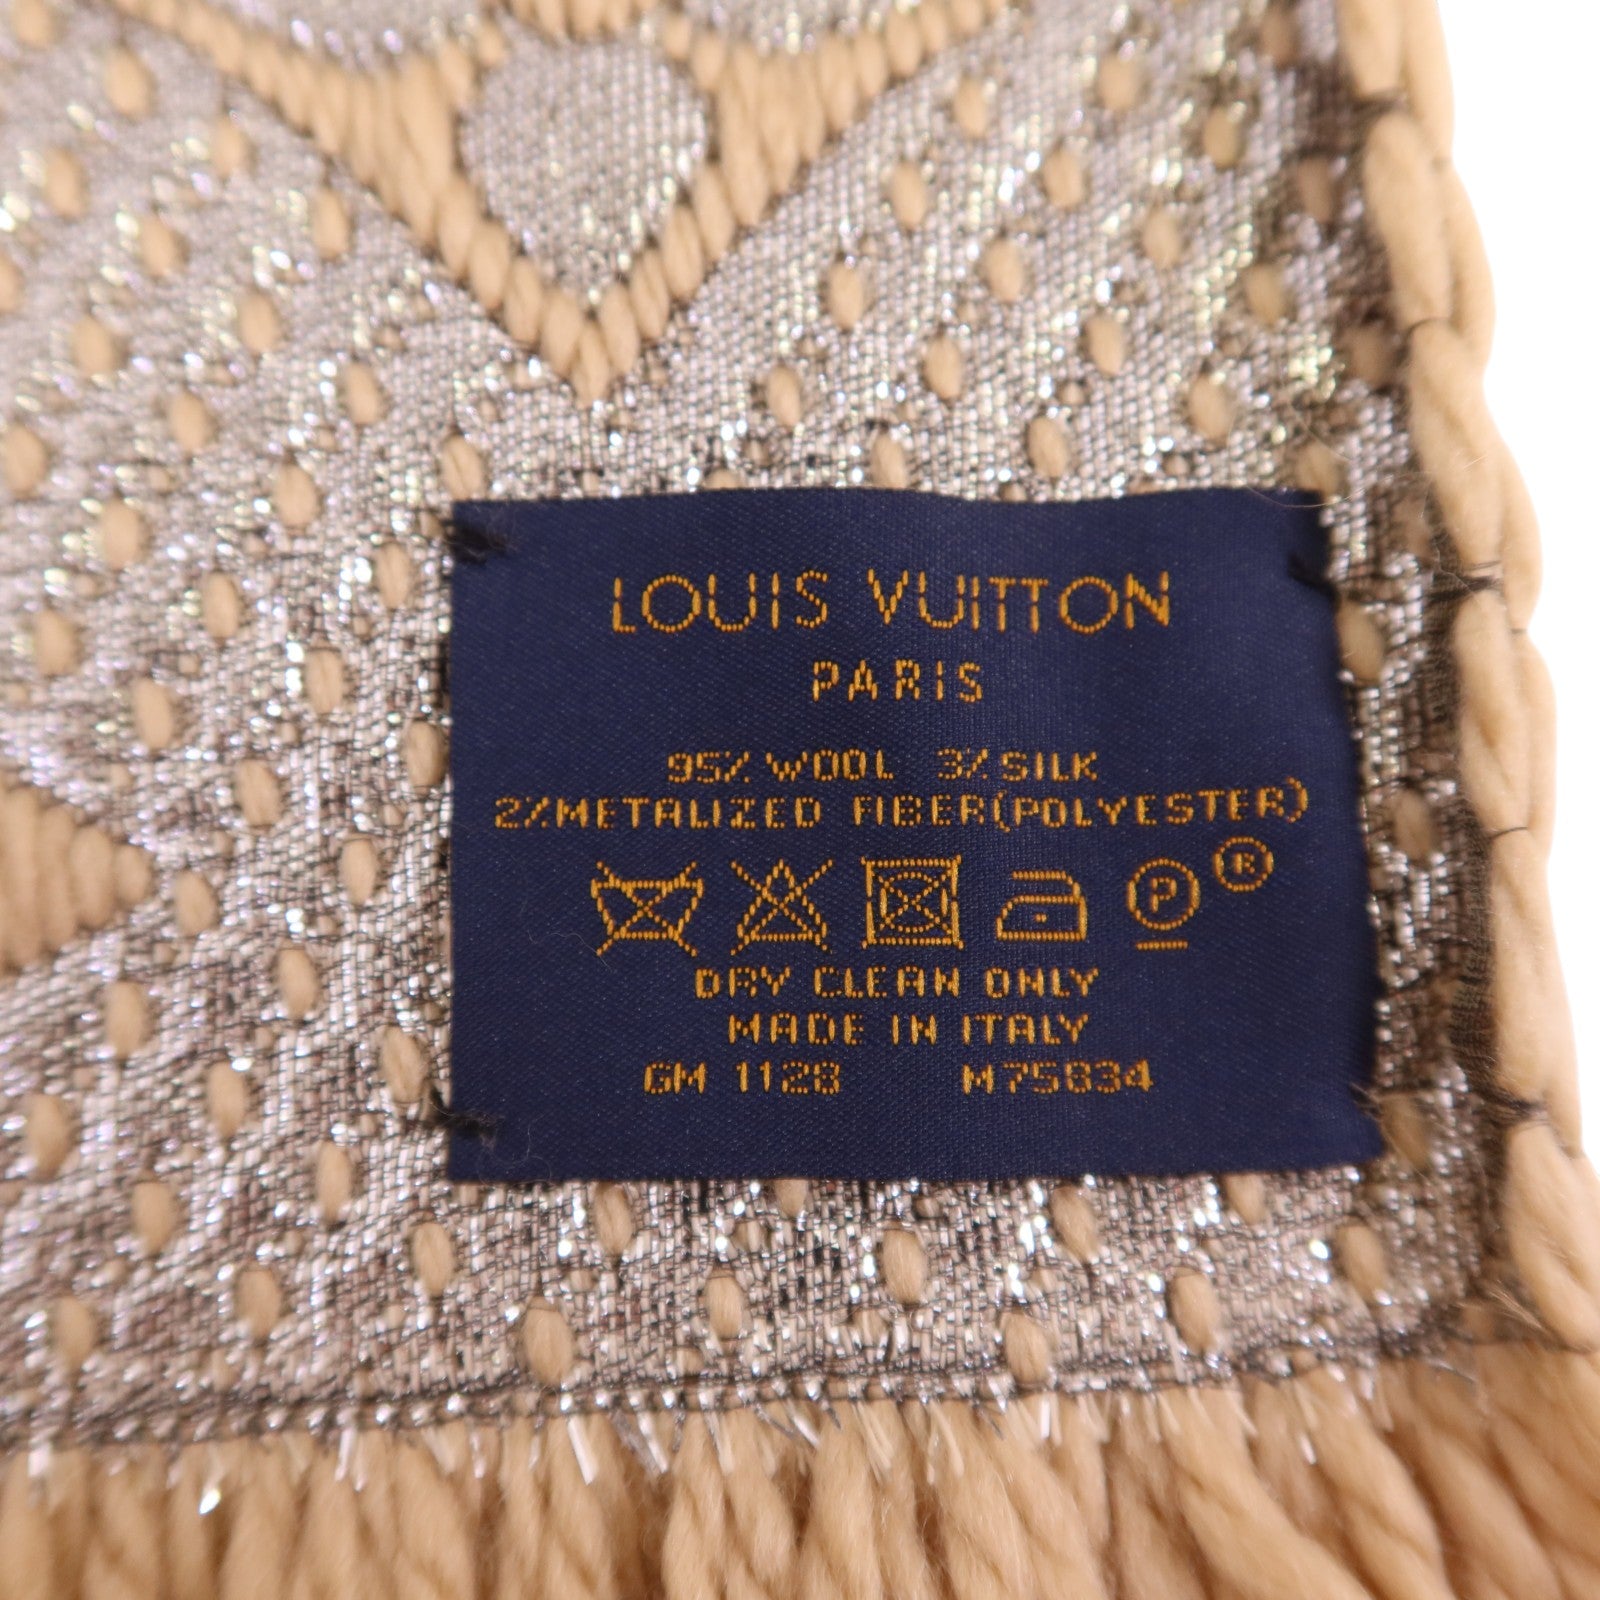 LOUIS VUITTON
PARIS
95% WOOL 3% SILK
2% METALIZED FIBER(POLYESTER)
P ®
DRY CLEAN ONLY
MADE IN ITALY
GM 1128 M75834